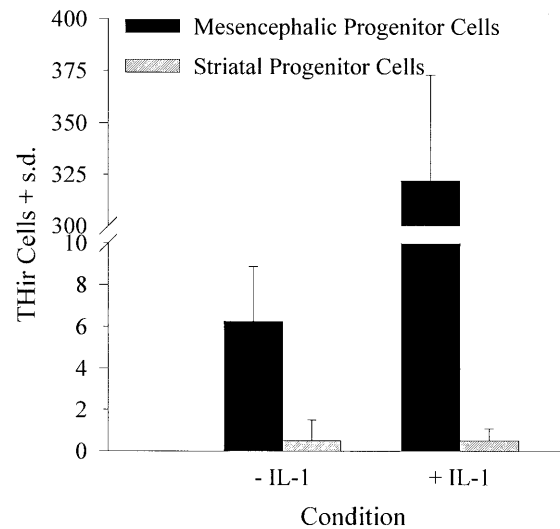 Mesencephalic Progenitor Cells
Striatal Progenitor Cells
THir Cells + s.d.
400
375
350
325
300
10
8
6
4
2
0
- IL-1
+ IL-1
Condition